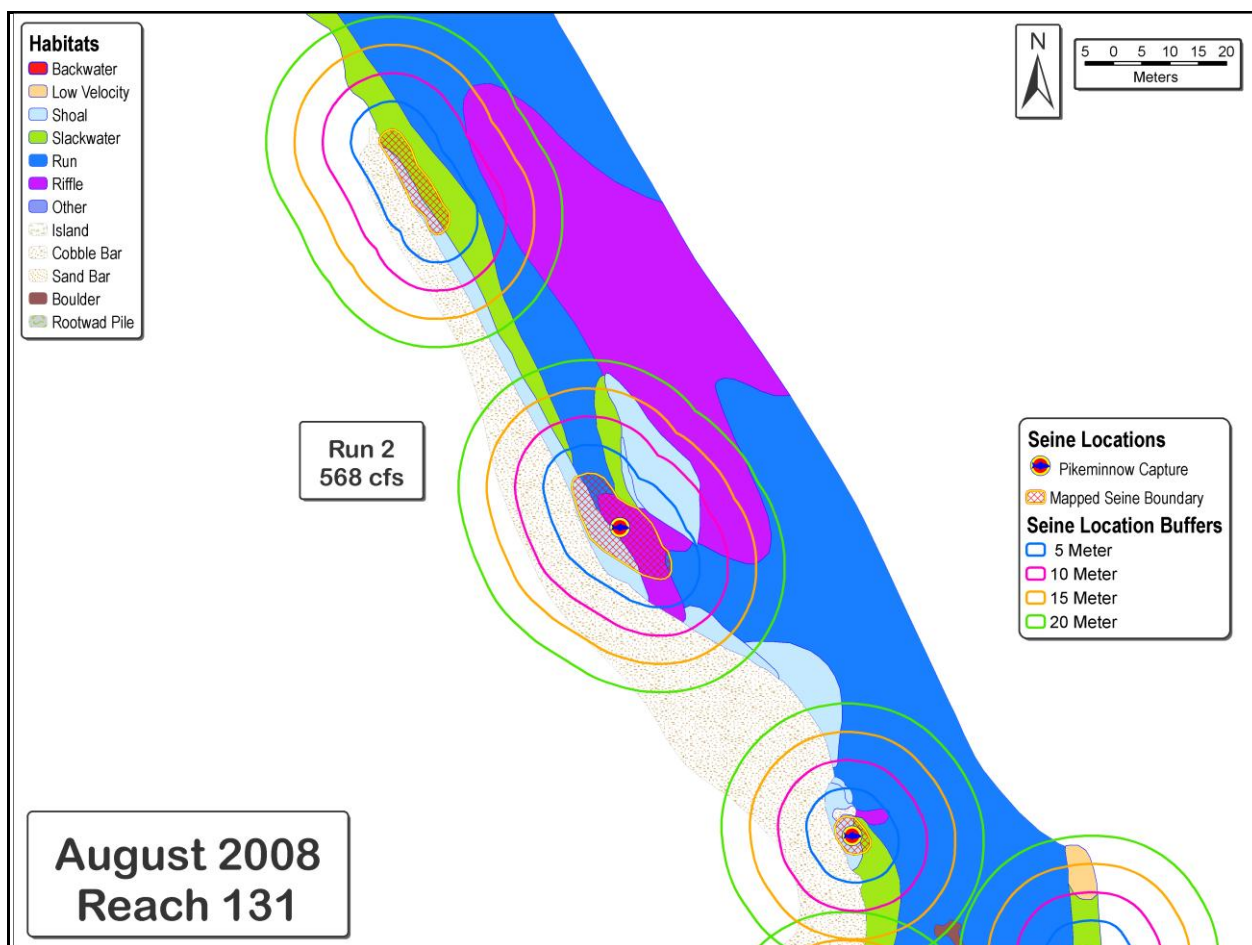 Habitats
Backwater
Low Velocity
Shoal
Slackwater
Run
Riffle
Other
Island
Cobble Bar
Sand Bar
Boulder
Rootwad Pile
N
5 0 5 10 15 20
Meters
Run 2
568 cfs
Seine Locations
Pikeminnow Capture
Mapped Seine Boundary
Seine Location Buffers
5 Meter
10 Meter
15 Meter
20 Meter
August 2008
Reach 131